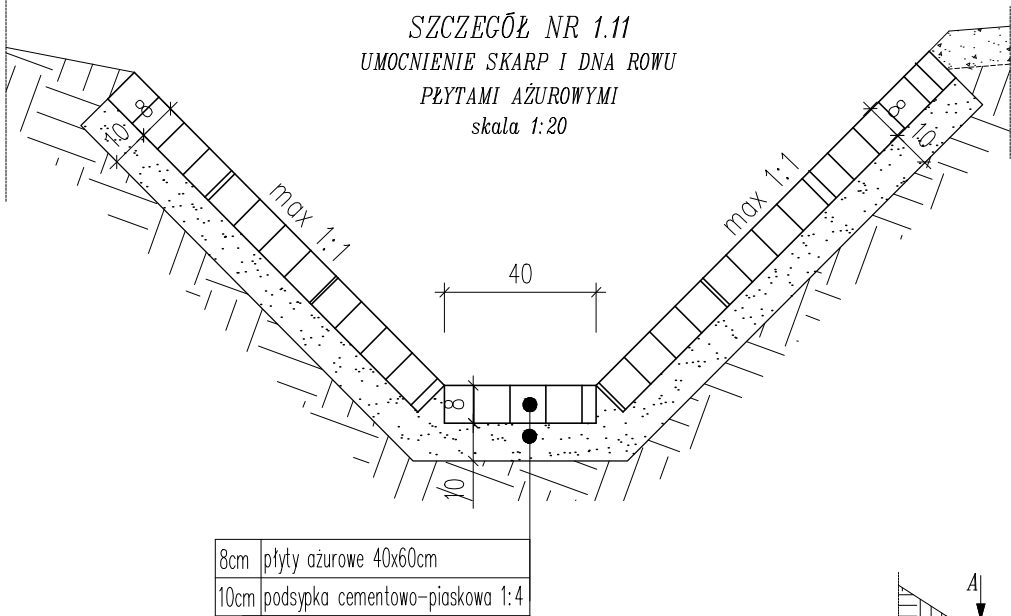 SZCZEGÓŁ NR 1.11
UMOCNIENIE SKARP I DNA ROWU
PŁYTAMI AŻUROWYMI
skala 1:20
8
10
max 1:1
40
max 1:1
8
10
8
10
8cm płyty ażurowe 40x60cm
10cm podsypka cementowo-piaskowa 1:4
A